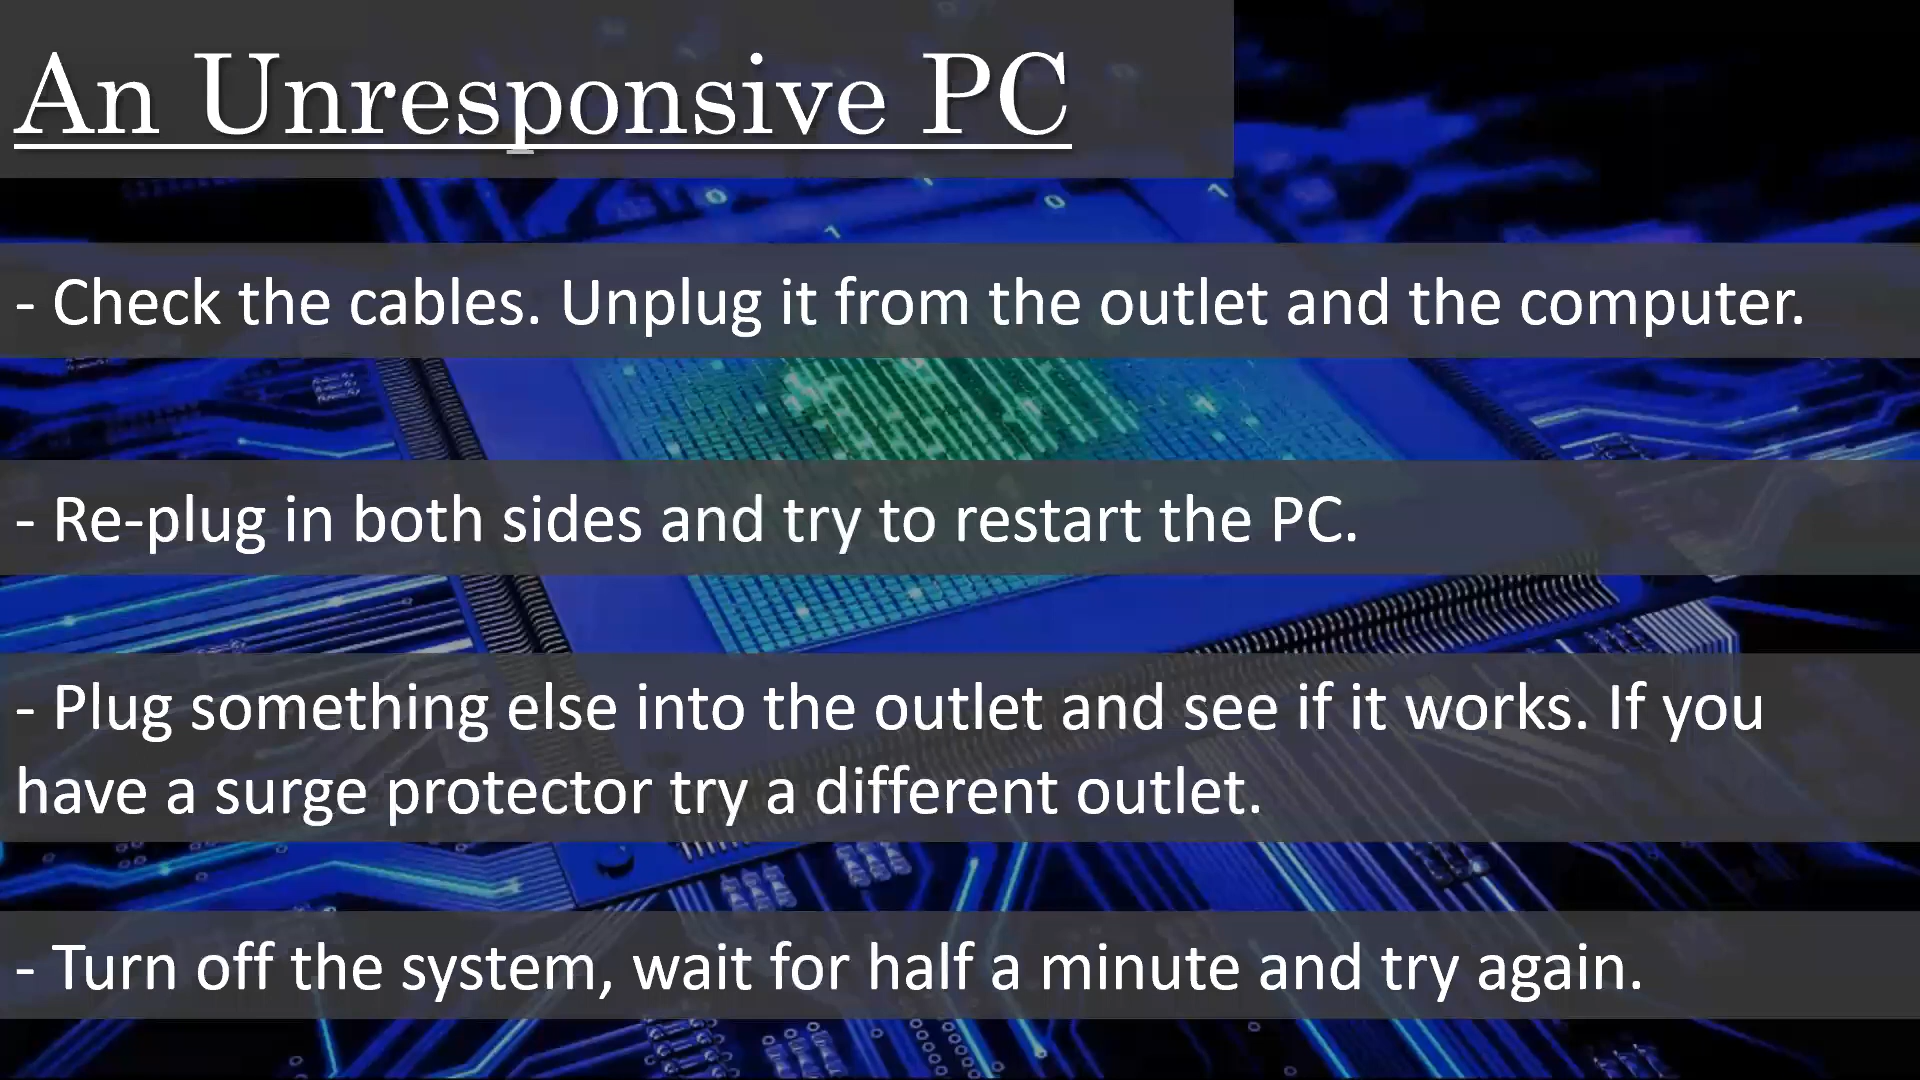 An Unresponsive PC
- Check the cables. Unplug it from the outlet and the computer.
- Re-plug in both sides and try to restart the PC.
- Plug something else into the outlet and see if it works. If you
have a surge protector try a different outlet.
- Turn off the system, wait for half a minute and try again.